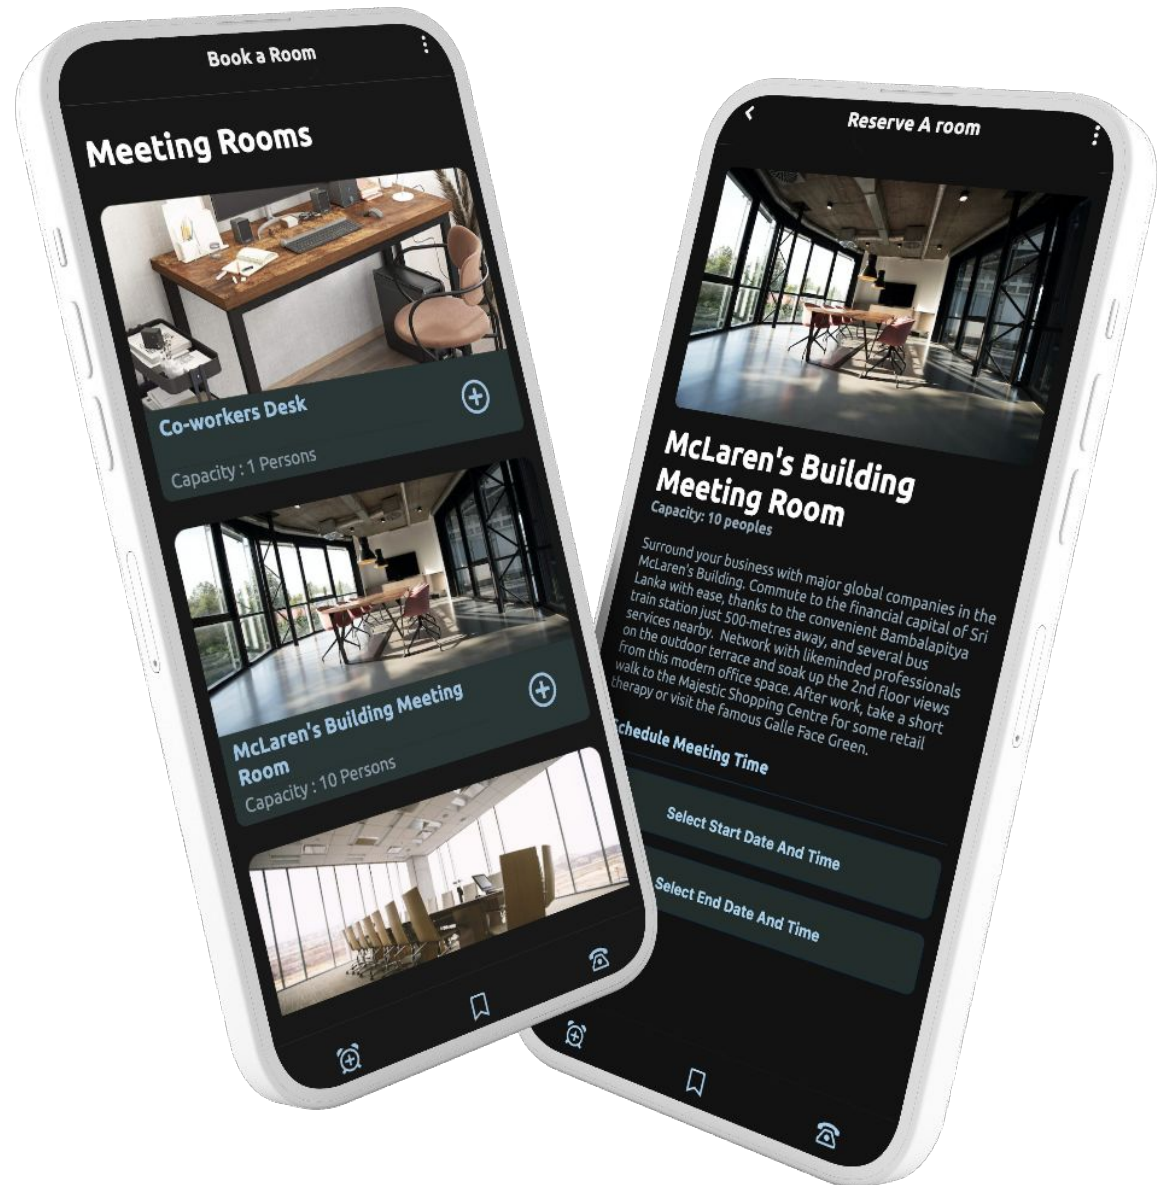 Book a Room
Meeting Rooms
Co-workers Desk
Capacity : 1 Persons
McLaren's Building Meeting
Room
Capacity : 10 Persons
Reserve A room
McLaren's Building
Meeting Room
Capacity: 10 peoples
Surround your business with major global companies in the
McLaren's Building. Commute to the financial capital of Sri
Lanka with ease, thanks to the convenient Bambalapitya
train station just 500-metres away, and several bus
services nearby. Network with likeminded professionals
on the outdoor terrace and soak up the 2nd floor views
from this modern office space. After work, take a short
walk to the Majestic Shopping Centre for some retail
therapy or visit the famous Galle Face Green.
Schedule Meeting Time
Select Start Date And Time
Select End Date And Time